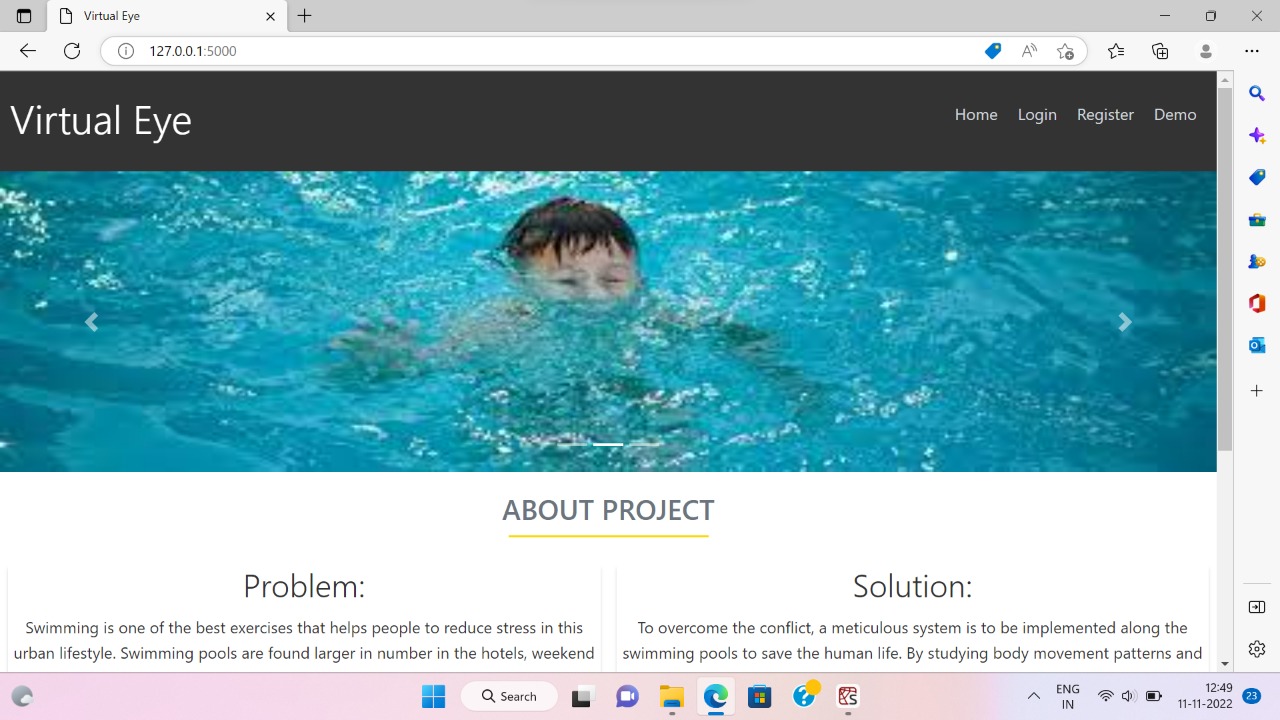 Virtual Eye
127.0.0.1:5000
Virtual Eye
Home Login Register Demo
ABOUT PROJECT
Problem:
Swimming is one of the best exercises that helps people to reduce stress in this
urban lifestyle. Swimming pools are found larger in number in the hotels, weekend
Solution:
To overcome the conflict, a meticulous system is to be implemented along the
swimming pools to save the human life. By studying body movement patterns and
Search
ENG
IN
12:49
11-11-2022
23